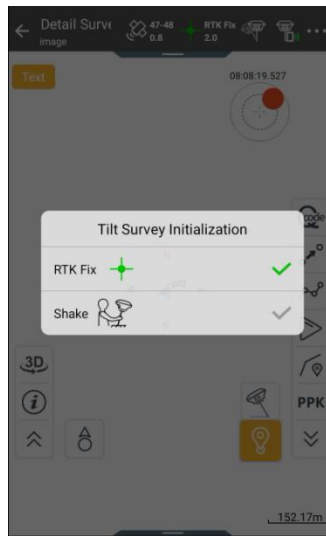 Detail Surve
image
47-48
0.8
RTK Fix
2.0
Text
08:08:19.527
code
Tilt Survey Initialization
RTK Fix
Shake
3D
PPK
152.17m